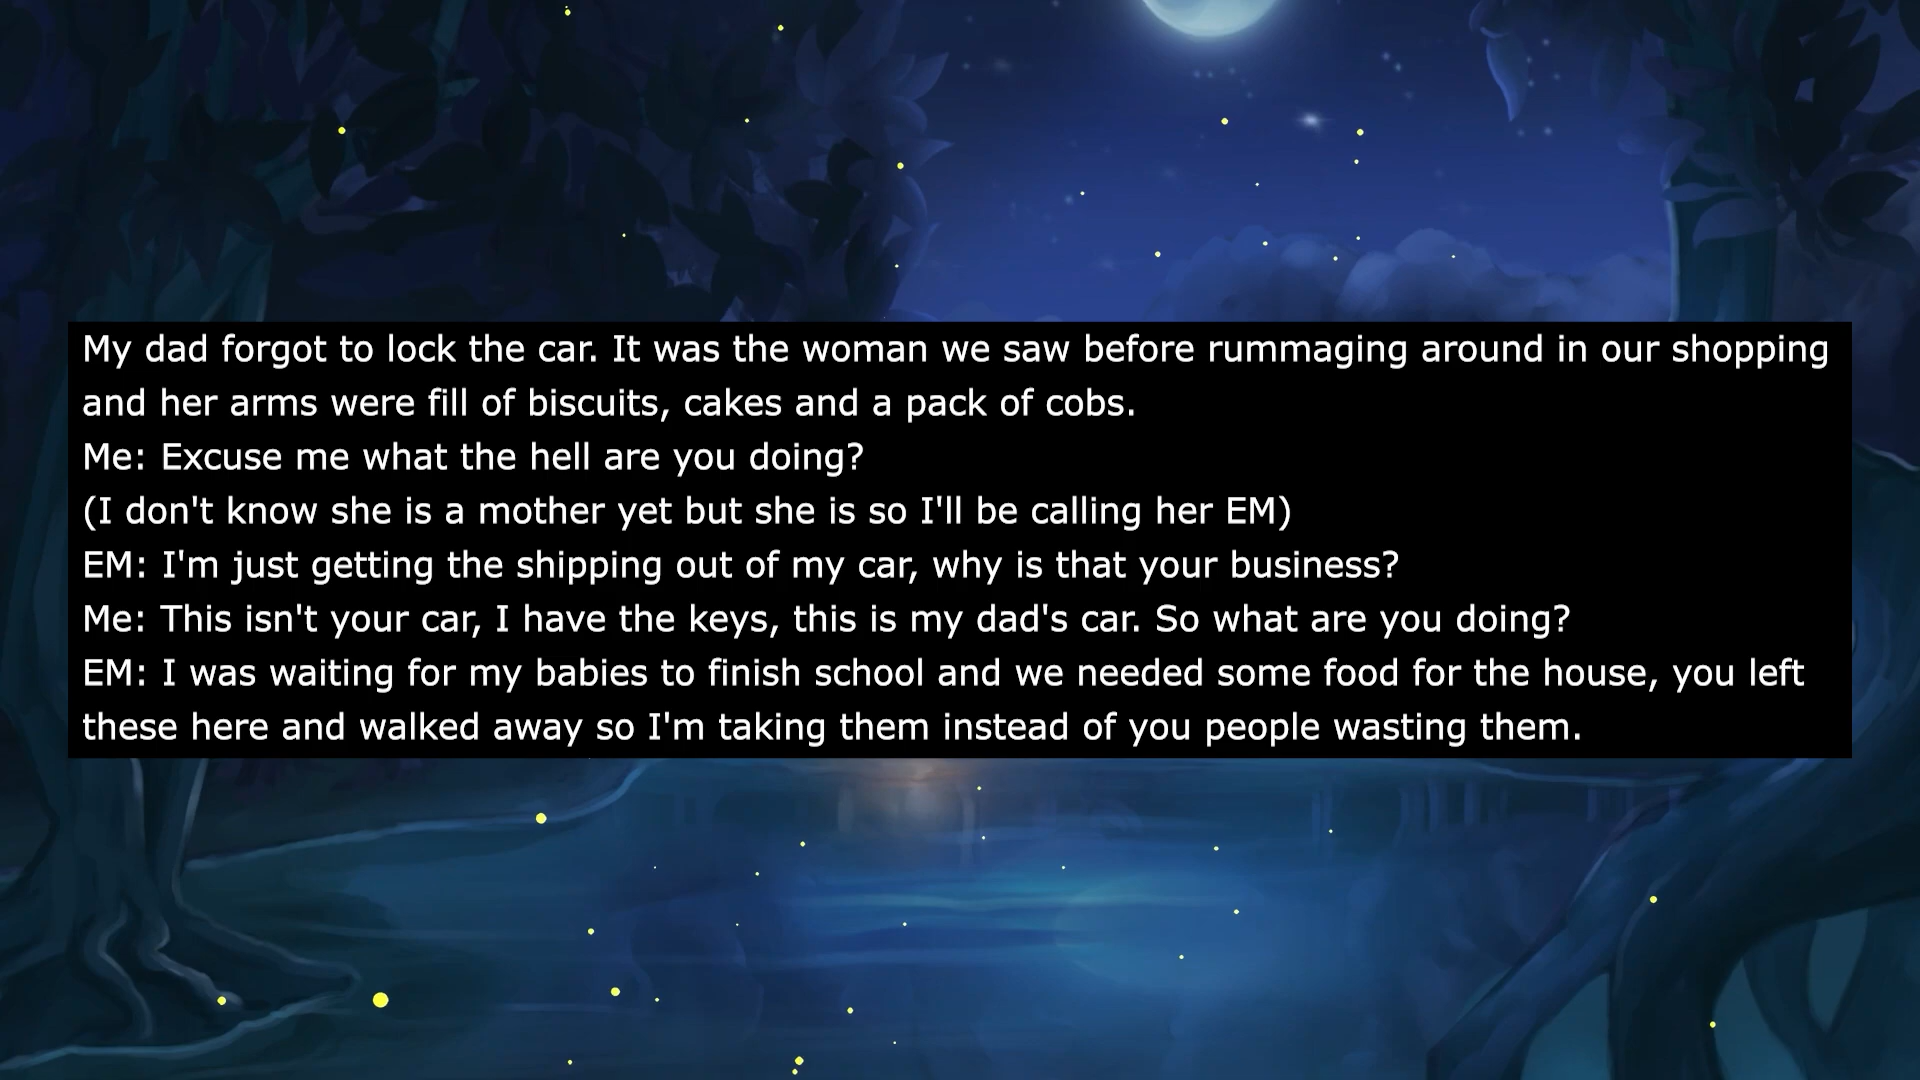 My dad forgot to lock the car. It was the woman we saw before rummaging around in our shopping
and her arms were fill of biscuits, cakes and a pack of cobs.
Me: Excuse me what the hell are you doing?
(I don't know she is a mother yet but she is so I'll be calling her EM)
EM: I'm just getting the shipping out of my car, why is that your business?
Me: This isn't your car, I have the keys, this is my dad's car. So what are you doing?
EM: I was waiting for my babies to finish school and we needed some food for the house, you left
these here and walked away so I'm taking them instead of you people wasting them.